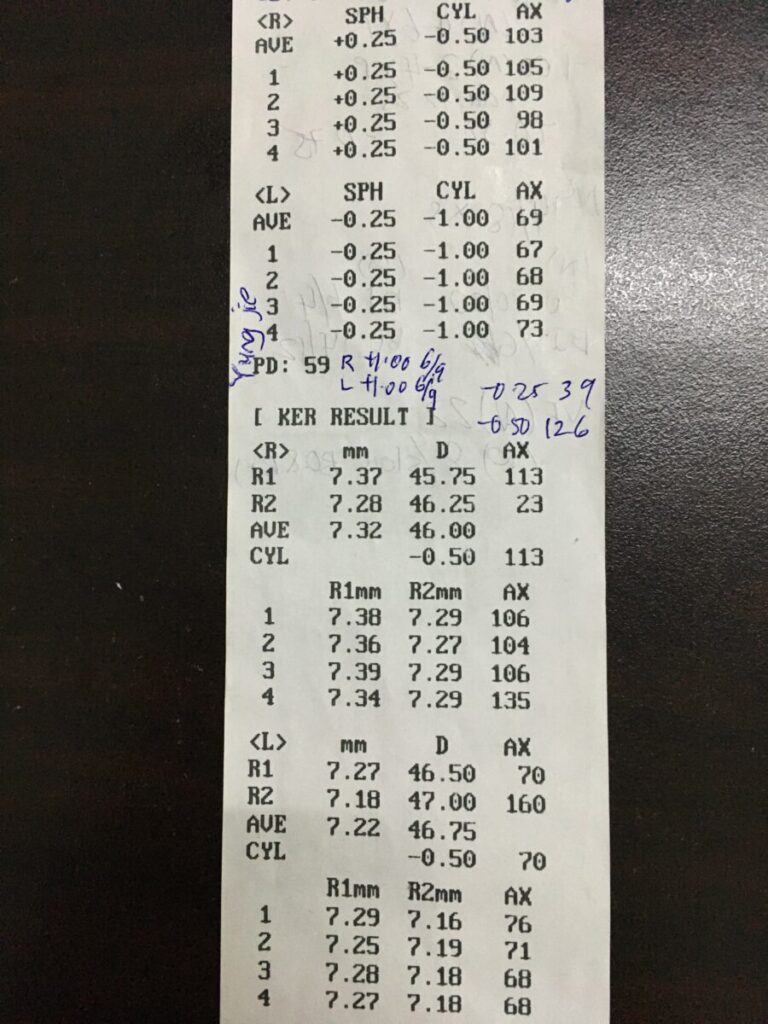 <R> SPH CYL AX
AVE +0.25 -0.50 103
1 +0.25 -0.50 105
2 +0.25 -0.50 109
3 +0.25 -0.50 98
4 +0.25 -0.50 101
<L> SPH CYL AX
AVE -0.25 -1.00 69
1 -0.25 -1.00 67
2 -0.25 -1.00 68
3 -0.25 -1.00 69
4 -0.25 -1.00 73
PD: 59 R +1.00 6/9
L +1.00 6/9
-0.25 39
[ KER RESULT ] -0.50 126
<R> mm D AX
R1 7.37 45.75 113
R2 7.28 46.25 23
AVE 7.32 46.00
CYL -0.50 113
R1mm R2mm AX
1 7.38 7.29 106
2 7.36 7.27 104
3 7.39 7.29 106
4 7.34 7.29 135
<L> mm D AX
R1 7.27 46.50 70
R2 7.18 47.00 160
AVE 7.22 46.75
CYL -0.50 70
R1mm R2mm AX
1 7.29 7.16 76
2 7.25 7.19 71
3 7.28 7.18 68
4 7.27 7.18 68